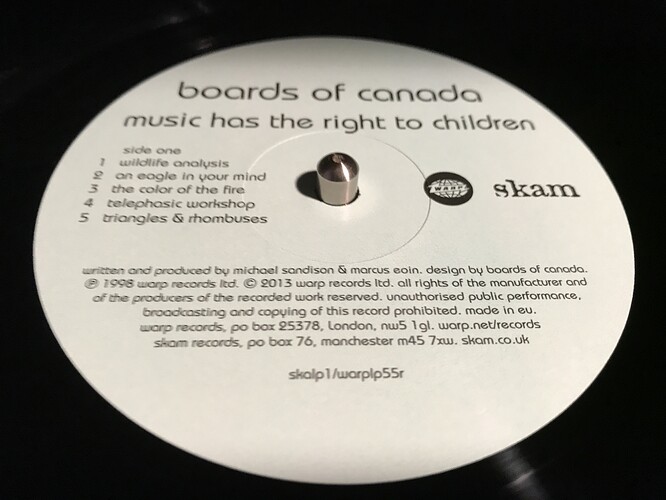 boards of canada
music has the right to children
side one
1 wildlife analysis
2 an eagle in your mind
3 the color of the fire
4 telephasic workshop
5 triangles & rhombuses
WARP
skam
written and produced by michael sandison & marcus eoin. design by boards of canada.
℗ 1998 warp records ltd. © 2013 warp records ltd. all rights of the manufacturer and
of the producers of the recorded work reserved. unauthorised public performance,
broadcasting and copying of this record prohibited. made in eu.
warp records, po box 25378, London, nw5 1gl. warp.net/records
skam records, po box 76, manchester m45 7xw. skam.co.uk
skalp1/warplp55r